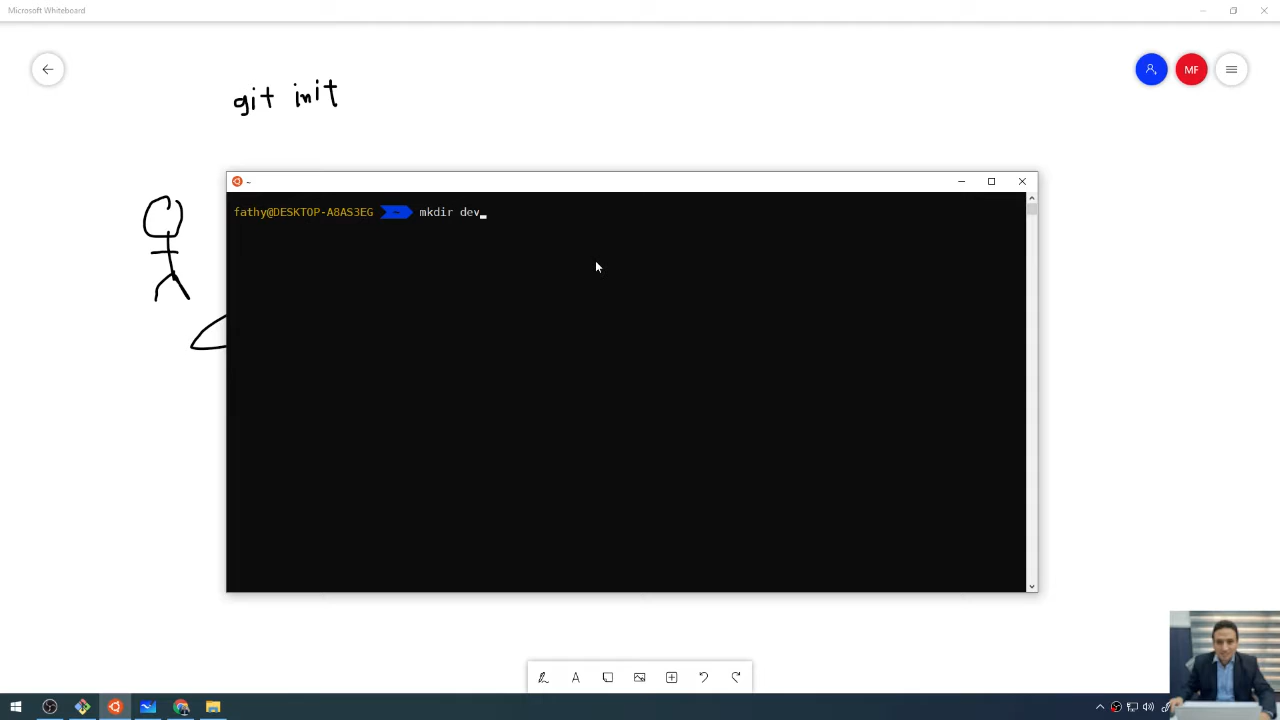 Microsoft Whiteboard
MF
git init
~
fathy@DESKTOP-A8AS3EG ~ mkdir dev
A